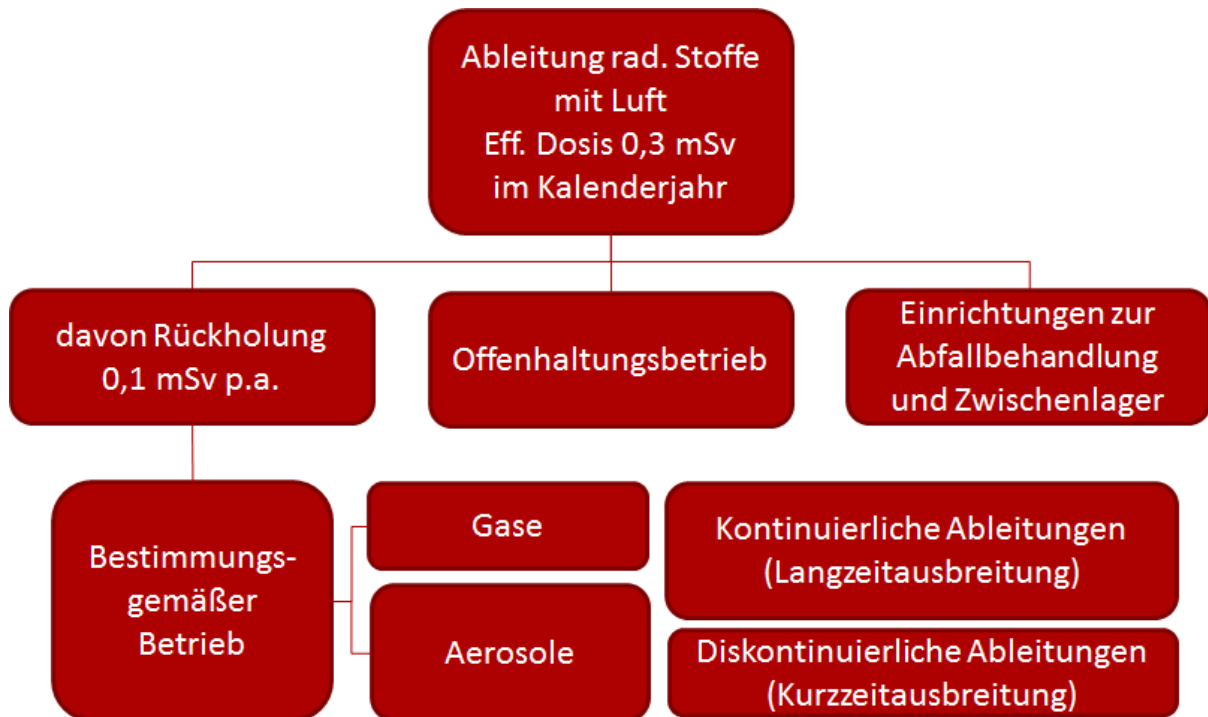 Ableitung rad. Stoffe
mit Luft
Eff. Dosis 0,3 mSv
im Kalenderjahr
davon Rückholung
0,1 mSv p.a.
Offenhaltungsbetrieb
Einrichtungen zur
Abfallbehandlung
und Zwischenlager
Bestimmungs-
gemäßer
Betrieb
Gase
Aerosole
Kontinuierliche Ableitungen
(Langzeitausbreitung)
Diskontinuierliche Ableitungen
(Kurzzeitausbreitung)